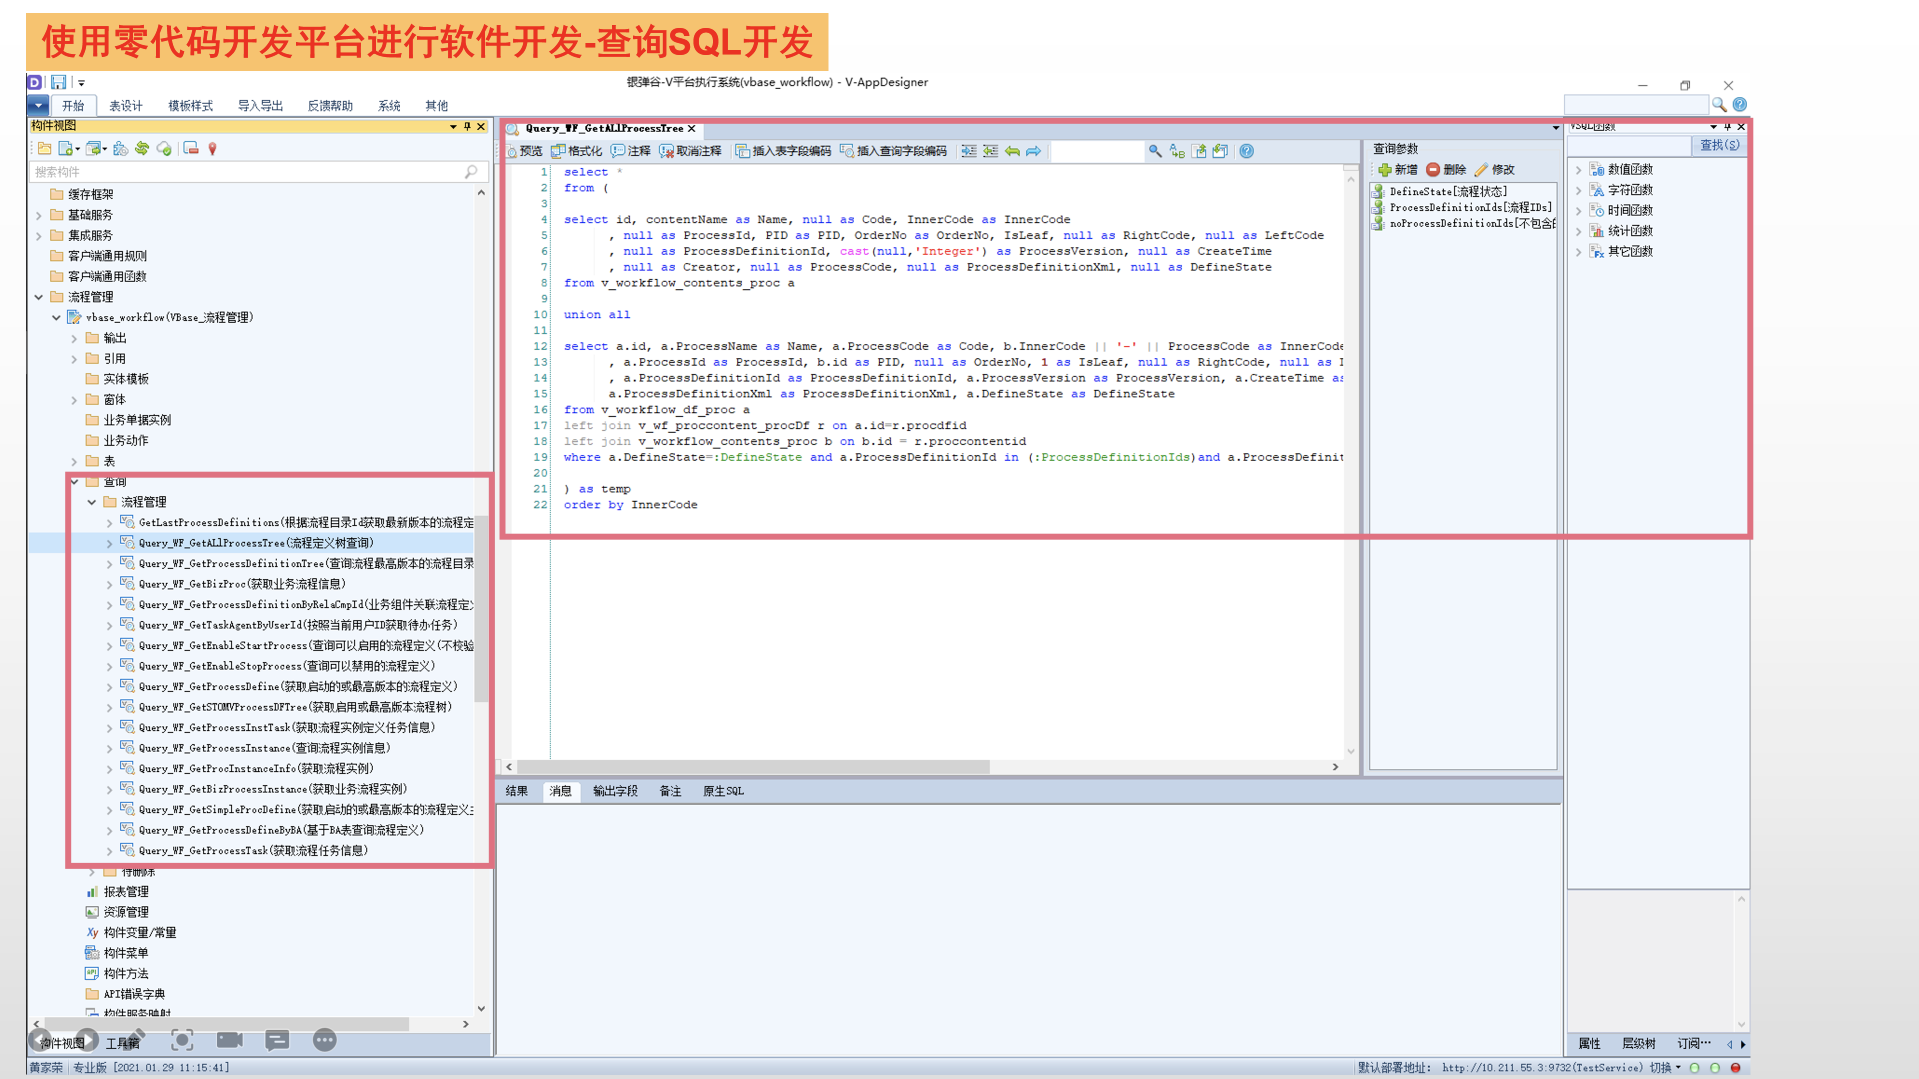 使用零代码开发平台进行软件开发-查询SQL开发
银弹谷-V平台执行系统(vbase_workflow) - V-AppDesigner
开始 表设计 模板样式 导入导出 反馈帮助 系统 其他
构件视图
搜索构件
缓存框架
基础服务
集成服务
客户端通用规则
客户端通用函数
流程管理
vbase_workflow(VBase_流程管理)
输出
引用
实体模板
窗体
业务单据实例
业务动作
表
查询
流程管理
GetLastProcessDefinitions(根据流程目录Id获取最新版本的流程定
Query_WF_GetALlProcessTree(流程定义树查询)
Query_WF_GetProcessDefinitionTree(查询流程最高版本的流程目录
Query_WF_GetBizProc(获取业务流程信息)
Query_WF_GetProcessDefinitionByRelaCmpId(业务组件关联流程定
Query_WF_GetTaskAgentByUserId(按照当前用户ID获取待办任务)
Query_WF_GetEnableStartProcess(查询可以启用的流程定义(不校验
Query_WF_GetEnableStopProcess(查询可以禁用的流程定义)
Query_WF_GetProcessDefine(获取启动的或最高版本的流程定义)
Query_WF_GetSTOMVProcessDFTree(获取启用或最高版本流程树)
Query_WF_GetProcessInstTask(获取流程实例定义任务信息)
Query_WF_GetProcessInstance(查询流程实例信息)
Query_WF_GetProcInstanceInfo(获取流程实例)
Query_WF_GetBizProcessInstance(获取业务流程实例)
Query_WF_GetSimpleProcDefine(获取启动的或最高版本的流程定义
Query_WF_GetProcessDefineByBA(基于BA表查询流程定义)
Query_WF_GetProcessTask(获取流程任务信息)
待删除
报表管理
资源管理
构件变量/常量
构件菜单
构件方法
API错误字典
构件服务映射
构件视图 工具箱
Query_WF_GetALlProcessTree
预览 格式化 注释 取消注释 插入表字段编码 插入查询字段编码
1 select *
2 from (
3
4 select id, contentName as Name, null as Code, InnerCode as InnerCode
5 , null as ProcessId, PID as PID, OrderNo as OrderNo, IsLeaf, null as RightCode, null as LeftCode
6 , null as ProcessDefinitionId, cast(null,'Integer') as ProcessVersion, null as CreateTime
7 , null as Creator, null as ProcessCode, null as ProcessDefinitionXml, null as DefineState
8 from v_workflow_contents_proc a
9
10 union all
11
12 select a.id, a.ProcessName as Name, a.ProcessCode as Code, b.InnerCode || '-' || ProcessCode as InnerCode
13 , a.ProcessId as ProcessId, b.id as PID, null as OrderNo, 1 as IsLeaf, null as RightCode, null as
14 , a.ProcessDefinitionId as ProcessDefinitionId, a.ProcessVersion as ProcessVersion, a.CreateTime as
15 a.ProcessDefinitionXml as ProcessDefinitionXml, a.DefineState as DefineState
16 from v_workflow_df_proc a
17 left join v_wf_proccontent_procDf r on a.id=r.procdfid
18 left join v_workflow_contents_proc b on b.id = r.proccontentid
19 where a.DefineState=:DefineState and a.ProcessDefinitionId in (:ProcessDefinitionIds)and a.ProcessDefinit
20
21 ) as temp
22 order by InnerCode
结果 消息 输出字段 备注 原生SQL
查询参数
新增 删除 修改
DefineState[流程状态]
ProcessDefinitionIds[流程IDs]
noProcessDefinitionIds[不包含
VSQL函数
查找(S)
数值函数
字符函数
时间函数
统计函数
其它函数
属性 层级树 订阅…
黄家荣 专业版 [2021.01.29 11:15:41]
默认部署地址: http://10.211.55.3:9732(TestService) 切换